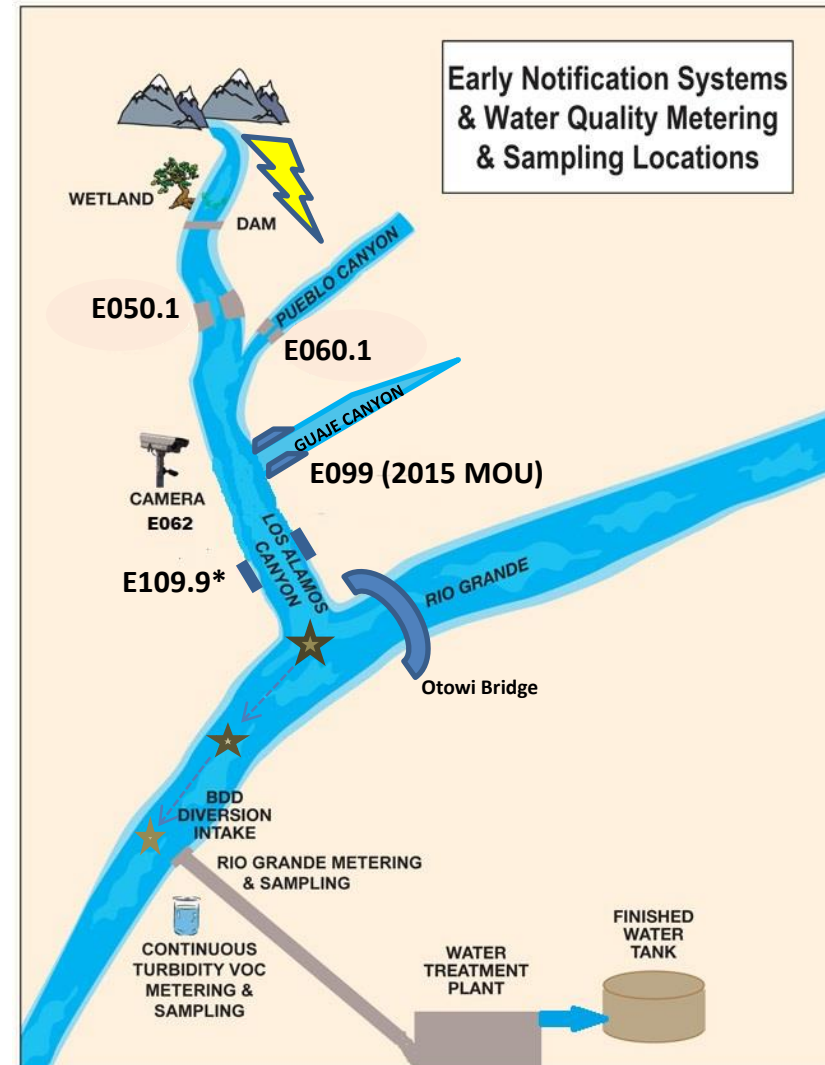 Early Notification Systems
& Water Quality Metering
& Sampling Locations
WETLAND
DAM
PUEBLO CANYON
E050.1
E060.1
GUAJE CANYON
E099 (2015 MOU)
CAMERA
E062
LOS ALAMOS
CANYON
E109.9*
RIO GRANDE
Otowi Bridge
BDD
DIVERSION
INTAKE
RIO GRANDE METERING
& SAMPLING
CONTINUOUS
TURBIDITY VOC
METERING &
SAMPLING
WATER
TREATMENT
PLANT
FINISHED
WATER
TANK